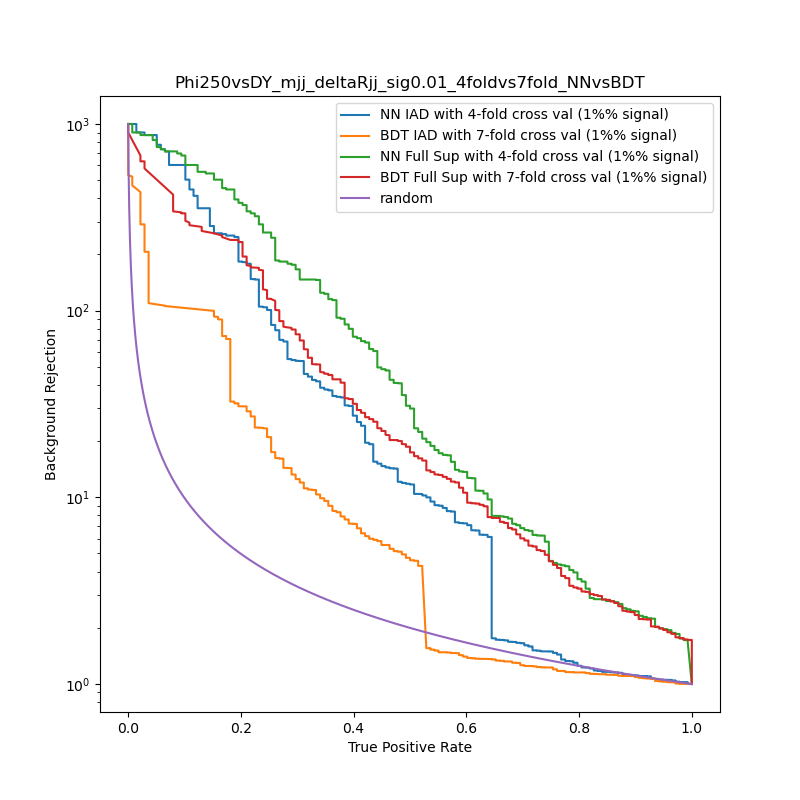 Phi250vsDY_mjj_deltaRjj_sig0.01_4foldvs7fold_NNvsBDT
NN IAD with 4-fold cross val (1%% signal)
BDT IAD with 7-fold cross val (1%% signal)
NN Full Sup with 4-fold cross val (1%% signal)
BDT Full Sup with 7-fold cross val (1%% signal)
random
Background Rejection
10³
10²
10¹
10⁰
0.0 0.2 0.4 0.6 0.8 1.0
True Positive Rate